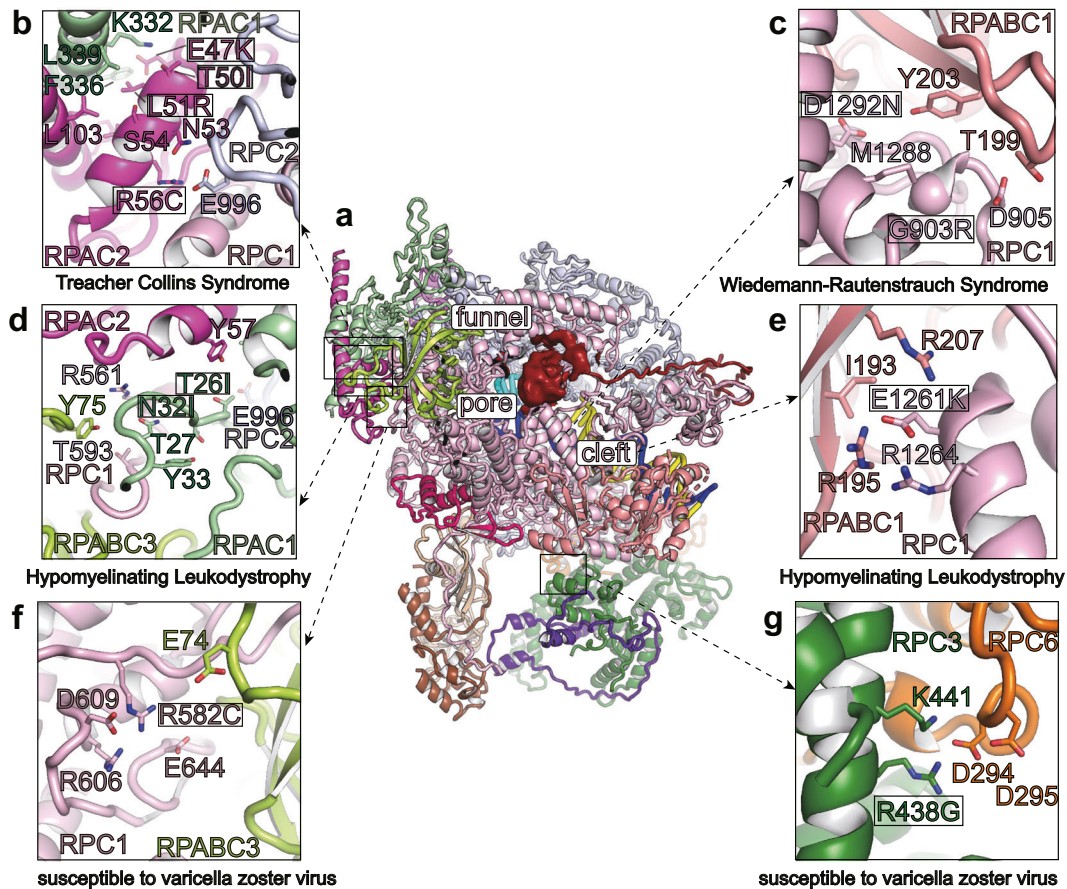 b
K332
RPAC1
L339
E47K
F336
T50I
L51R
L103
N53
S54
RPC2
R56C
E996
RPAC2
RPC1
Treacher Collins Syndrome
c
RPABC1
Y203
D1292N
T199
M1288
D905
G903R
RPC1
Wiedemann-Rautenstrauch Syndrome
a
funnel
pore
cleft
d
RPAC2
Y57
R561
T26I
Y75
N32I
E996
T593
T27
RPC2
RPC1
Y33
RPABC3
RPAC1
Hypomyelinating Leukodystrophy
e
R207
I193
E1261K
R1264
R195
RPABC1
RPC1
Hypomyelinating Leukodystrophy
f
E74
D609
R582C
R606
E644
RPC1
RPABC3
susceptible to varicella zoster virus
g
RPC3
RPC6
K441
D294
D295
R438G
susceptible to varicella zoster virus